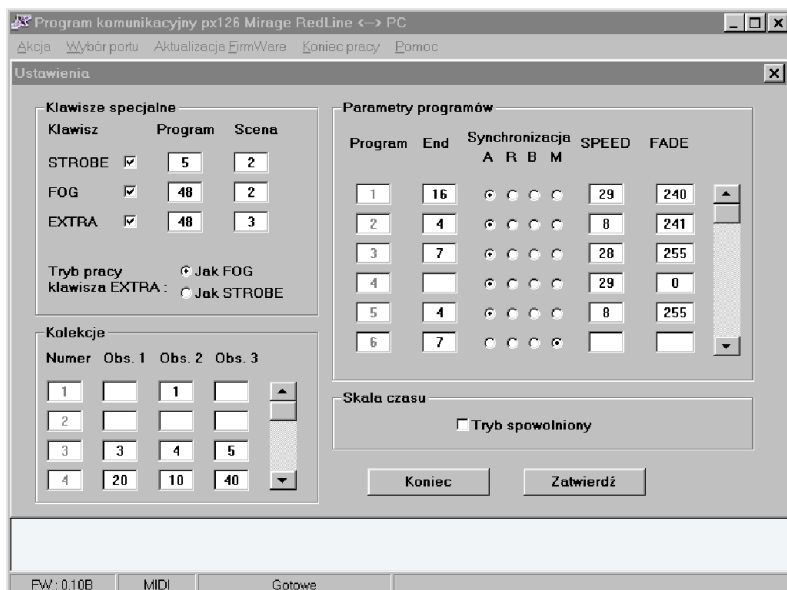 Program komunikacyjny px126 Mirage RedLine <--> PC
Akcja Wybór portu Aktualizacja FirmWare Koniec pracy Pomoc
Ustawienia
Klawisze specjalne
Klawisz Program Scena
STROBE 5 2
FOG 48 2
EXTRA 48 3
Tryb pracy
klawisza EXTRA :
Jak FOG
Jak STROBE
Kolekcje
Numer Obs. 1 Obs. 2 Obs. 3
1 1
2
3 3 4 5
4 20 10 40
Parametry programów
Program End Synchronizacja SPEED FADE
A R B M
1 16 29 240
2 4 8 241
3 7 28 255
4 29 0
5 4 8 255
6 7
Skala czasu
Tryb spowolniony
Koniec Zatwierdź
FW : 0.10B MIDI Gotowe